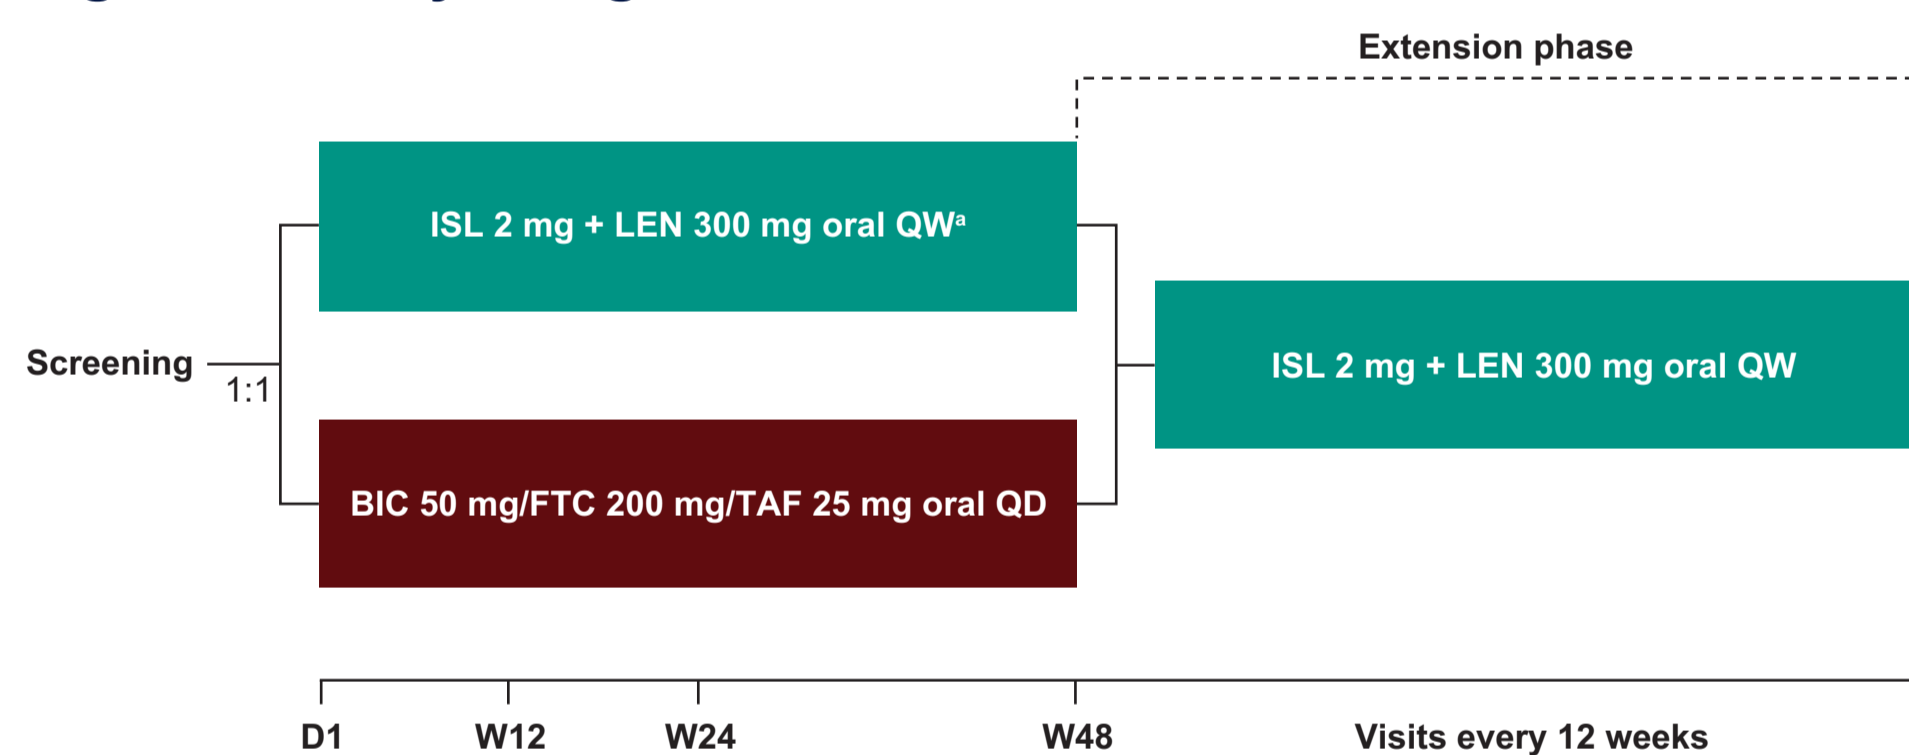 Extension phase
ISL 2 mg + LEN 300 mg oral QWᵃ
Screening
1:1
ISL 2 mg + LEN 300 mg oral QW
BIC 50 mg/FTC 200 mg/TAF 25 mg oral QD
D1 W12 W24 W48 Visits every 12 weeks